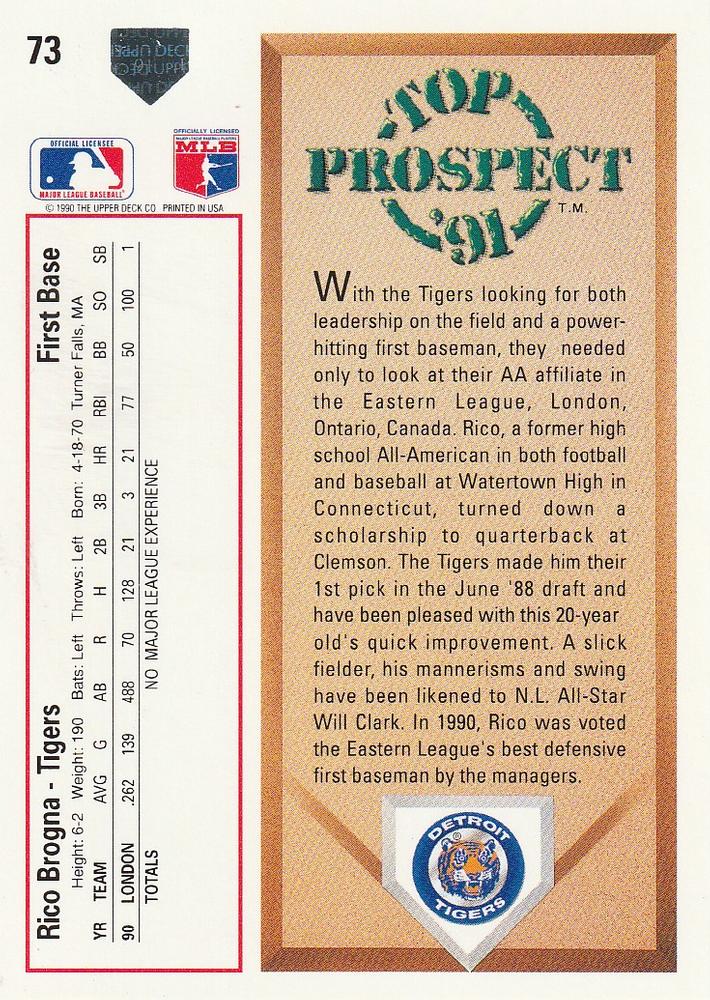 73
OFFICIAL LICENSEE
MAJOR LEAGUE BASEBALL
OFFICIALLY LICENSED
MAJOR LEAGUE BASEBALL PLAYERS
MLB
© 1990 THE UPPER DECK CO. PRINTED IN USA
Rico Brogna - Tigers First Base
Height: 6-2 Weight: 190 Bats: Left Throws: Left Born: 4-18-70 Turner Falls, MA
YR TEAM AVG G AB R H 2B 3B HR RBI BB SO SB
90 LONDON .262 139 488 70 128 21 3 21 77 50 100 1
TOTALS NO MAJOR LEAGUE EXPERIENCE
TOP
PROSPECT
'91
T.M.
With the Tigers looking for both
leadership on the field and a power-
hitting first baseman, they needed
only to look at their AA affiliate in
the Eastern League, London,
Ontario, Canada. Rico, a former high
school All-American in both football
and baseball at Watertown High in
Connecticut, turned down a
scholarship to quarterback at
Clemson. The Tigers made him their
1st pick in the June '88 draft and
have been pleased with this 20-year
old's quick improvement. A slick
fielder, his mannerisms and swing
have been likened to N.L. All-Star
Will Clark. In 1990, Rico was voted
the Eastern League's best defensive
first baseman by the managers.
DETROIT
®
TIGERS